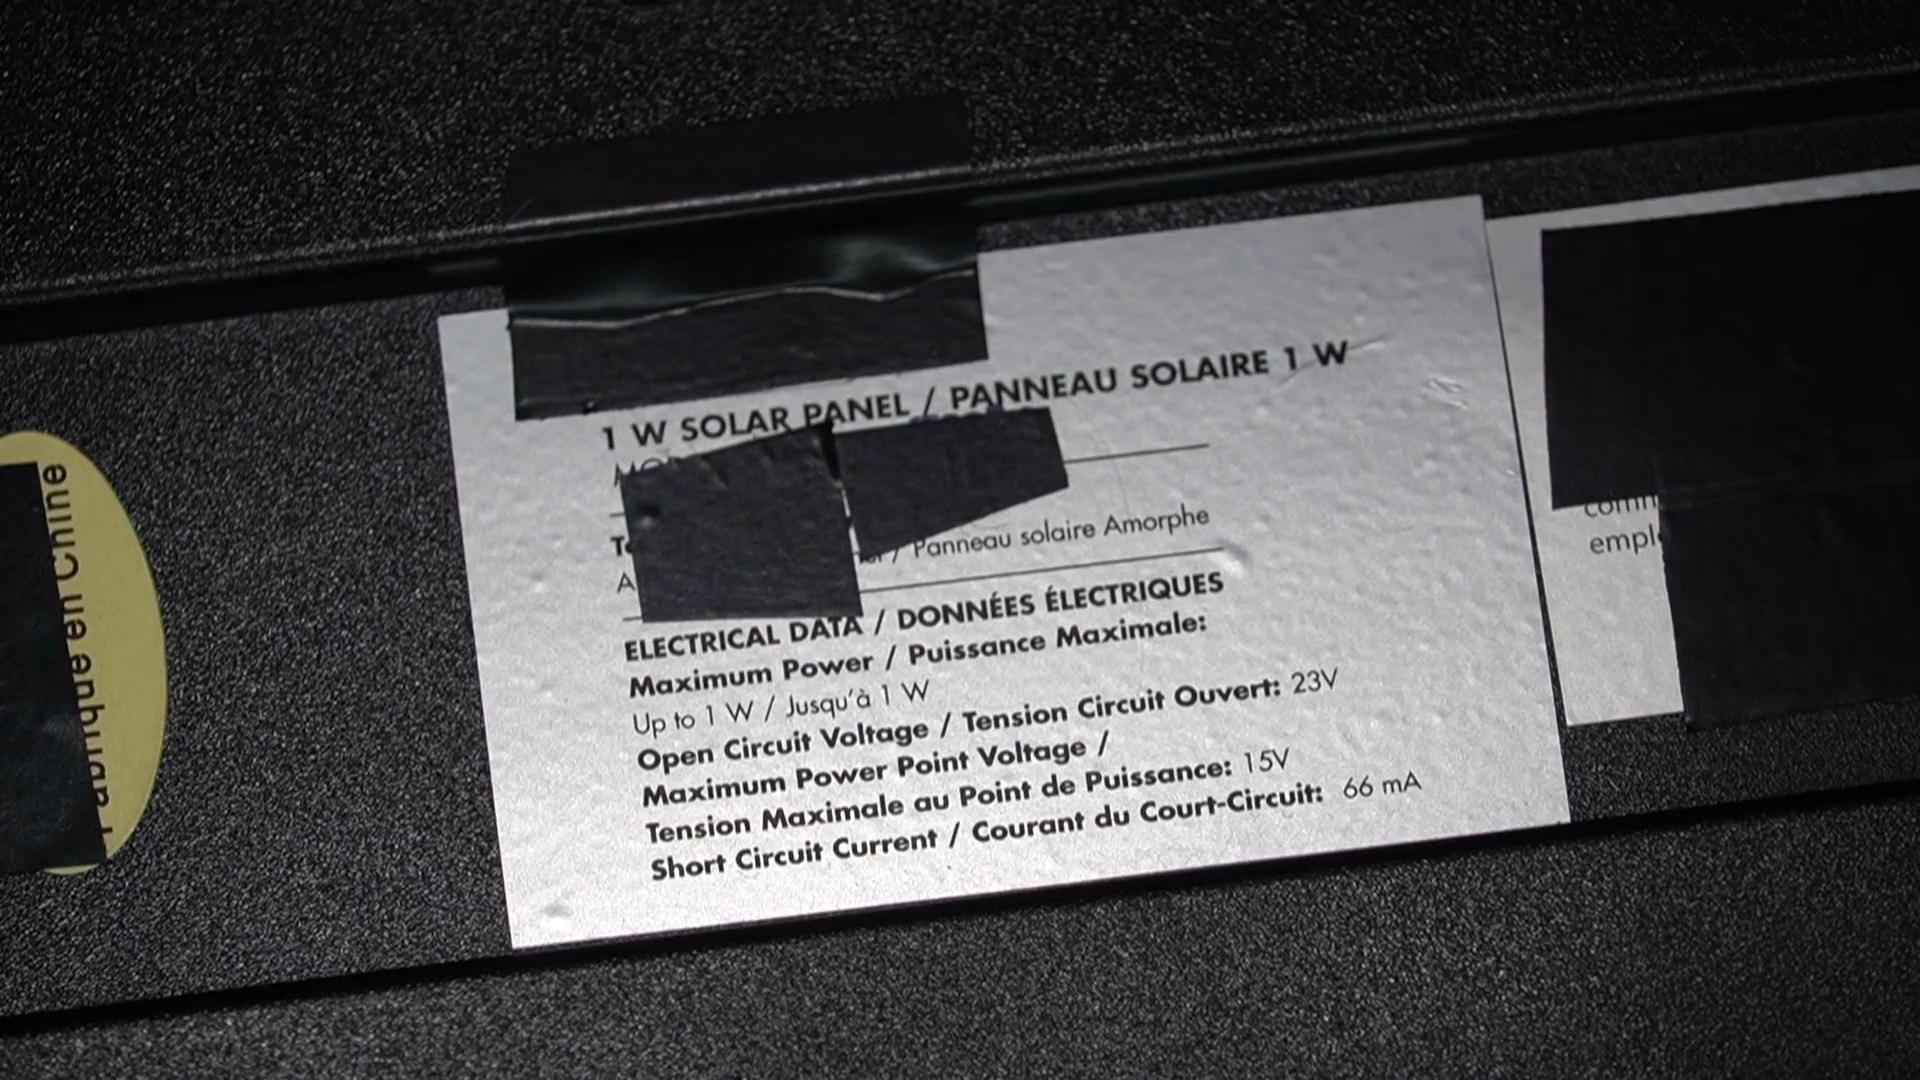 Fabrique en Chine
1 W SOLAR PANEL / PANNEAU SOLAIRE 1 W
/ Panneau solaire Amorphe
ELECTRICAL DATA / DONNÉES ÉLECTRIQUES
Maximum Power / Puissance Maximale:
Up to 1 W / Jusqu'à 1 W
Open Circuit Voltage / Tension Circuit Ouvert: 23V
Maximum Power Point Voltage /
Tension Maximale au Point de Puissance: 15V
Short Circuit Current / Courant du Court-Circuit: 66 mA